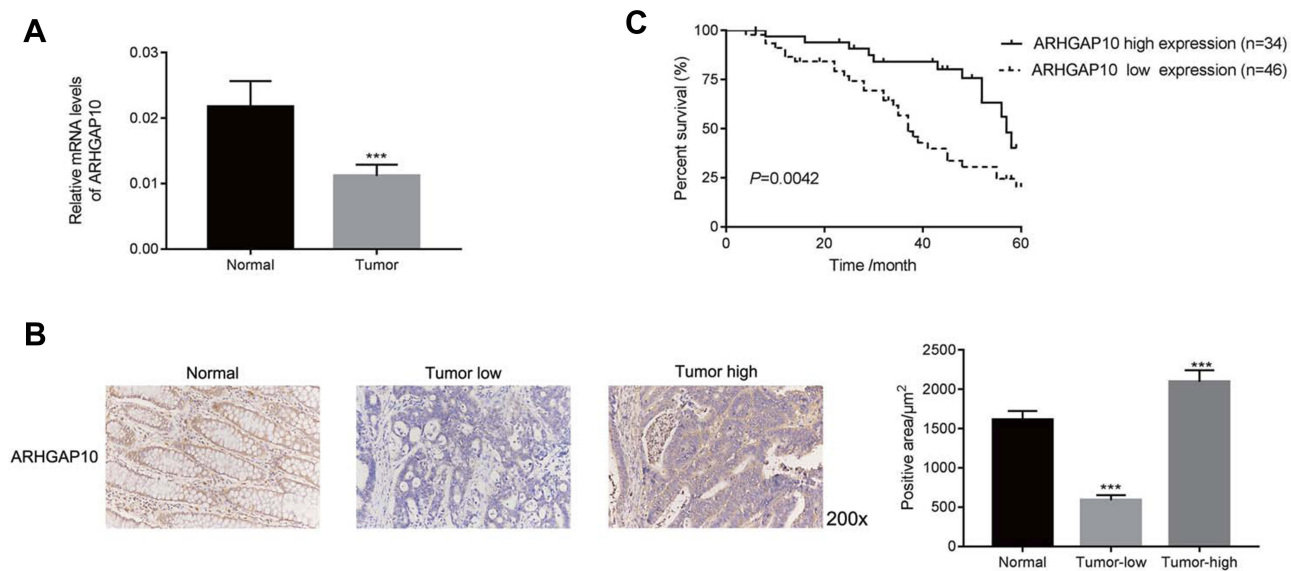 A
0.03
0.02
0.01
0.00
Relative mRNA levels
of ARHGAP10
***
Normal
Tumor
C
100
75
50
25
0
Percent survival (%)
P=0.0042
0
20
40
60
Time /month
ARHGAP10 high expression (n=34)
ARHGAP10 low expression (n=46)
B
Normal
Tumor low
Tumor high
ARHGAP10
200x
2500
2000
1500
1000
500
0
Positive area/µm²
***
***
Normal
Tumor-low
Tumor-high